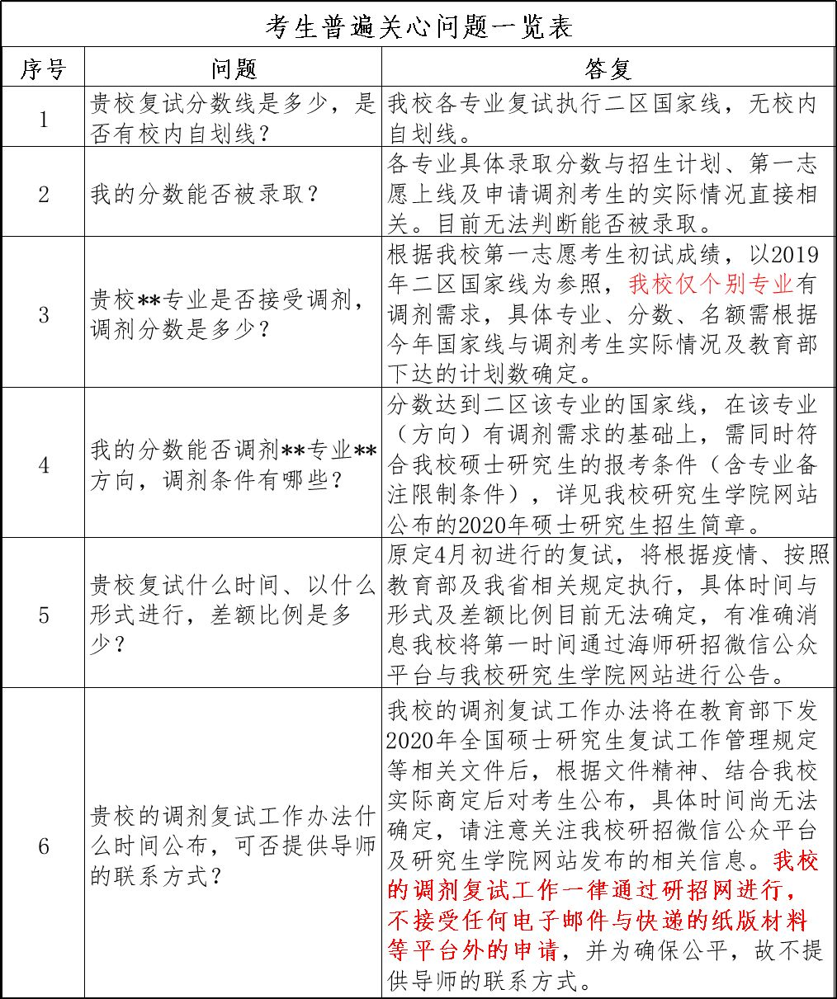 考生普遍关心问题一览表
序号 问题 答复
1
贵校复试分数线是多少，是
否有校内自划线？
我校各专业复试执行二区国家线，无校内
自划线。
2
我的分数能否被录取？
各专业具体录取分数与招生计划、第一志
愿上线及申请调剂考生的实际情况直接相
关。目前无法判断能否被录取。
3
贵校**专业是否接受调剂，
调剂分数是多少？
根据我校第一志愿考生初试成绩，以2019
年二区国家线为参照，我校仅个别专业有
调剂需求，具体专业、分数、名额需根据
今年国家线与调剂考生实际情况及教育部
下达的计划数确定。
4
我的分数能否调剂**专业**
方向，调剂条件有哪些？
分数达到二区该专业的国家线，在该专业
（方向）有调剂需求的基础上，需同时符
合我校硕士研究生的报考条件（含专业备
注限制条件），详见我校研究生学院网站
公布的2020年硕士研究生招生简章。
5
贵校复试什么时间、以什么
形式进行，差额比例是多
少？
原定4月初进行的复试，将根据疫情、按照
教育部及我省相关规定执行，具体时间与
形式及差额比例目前无法确定，有准确消
息我校将第一时间通过海师研招微信公众
平台与我校研究生学院网站进行公告。
6
贵校的调剂复试工作办法什
么时间公布，可否提供导师
的联系方式？
我校的调剂复试工作办法将在教育部下发
2020年全国硕士研究生复试工作管理规定
等相关文件后，根据文件精神、结合我校
实际商定后对考生公布，具体时间尚无法
确定，请注意关注我校研招微信公众平台
及研究生学院网站发布的相关信息。我校
的调剂复试工作一律通过研招网进行，
不接受任何电子邮件与快递的纸版材料
等平台外的申请，并为确保公平，故不提
供导师的联系方式。